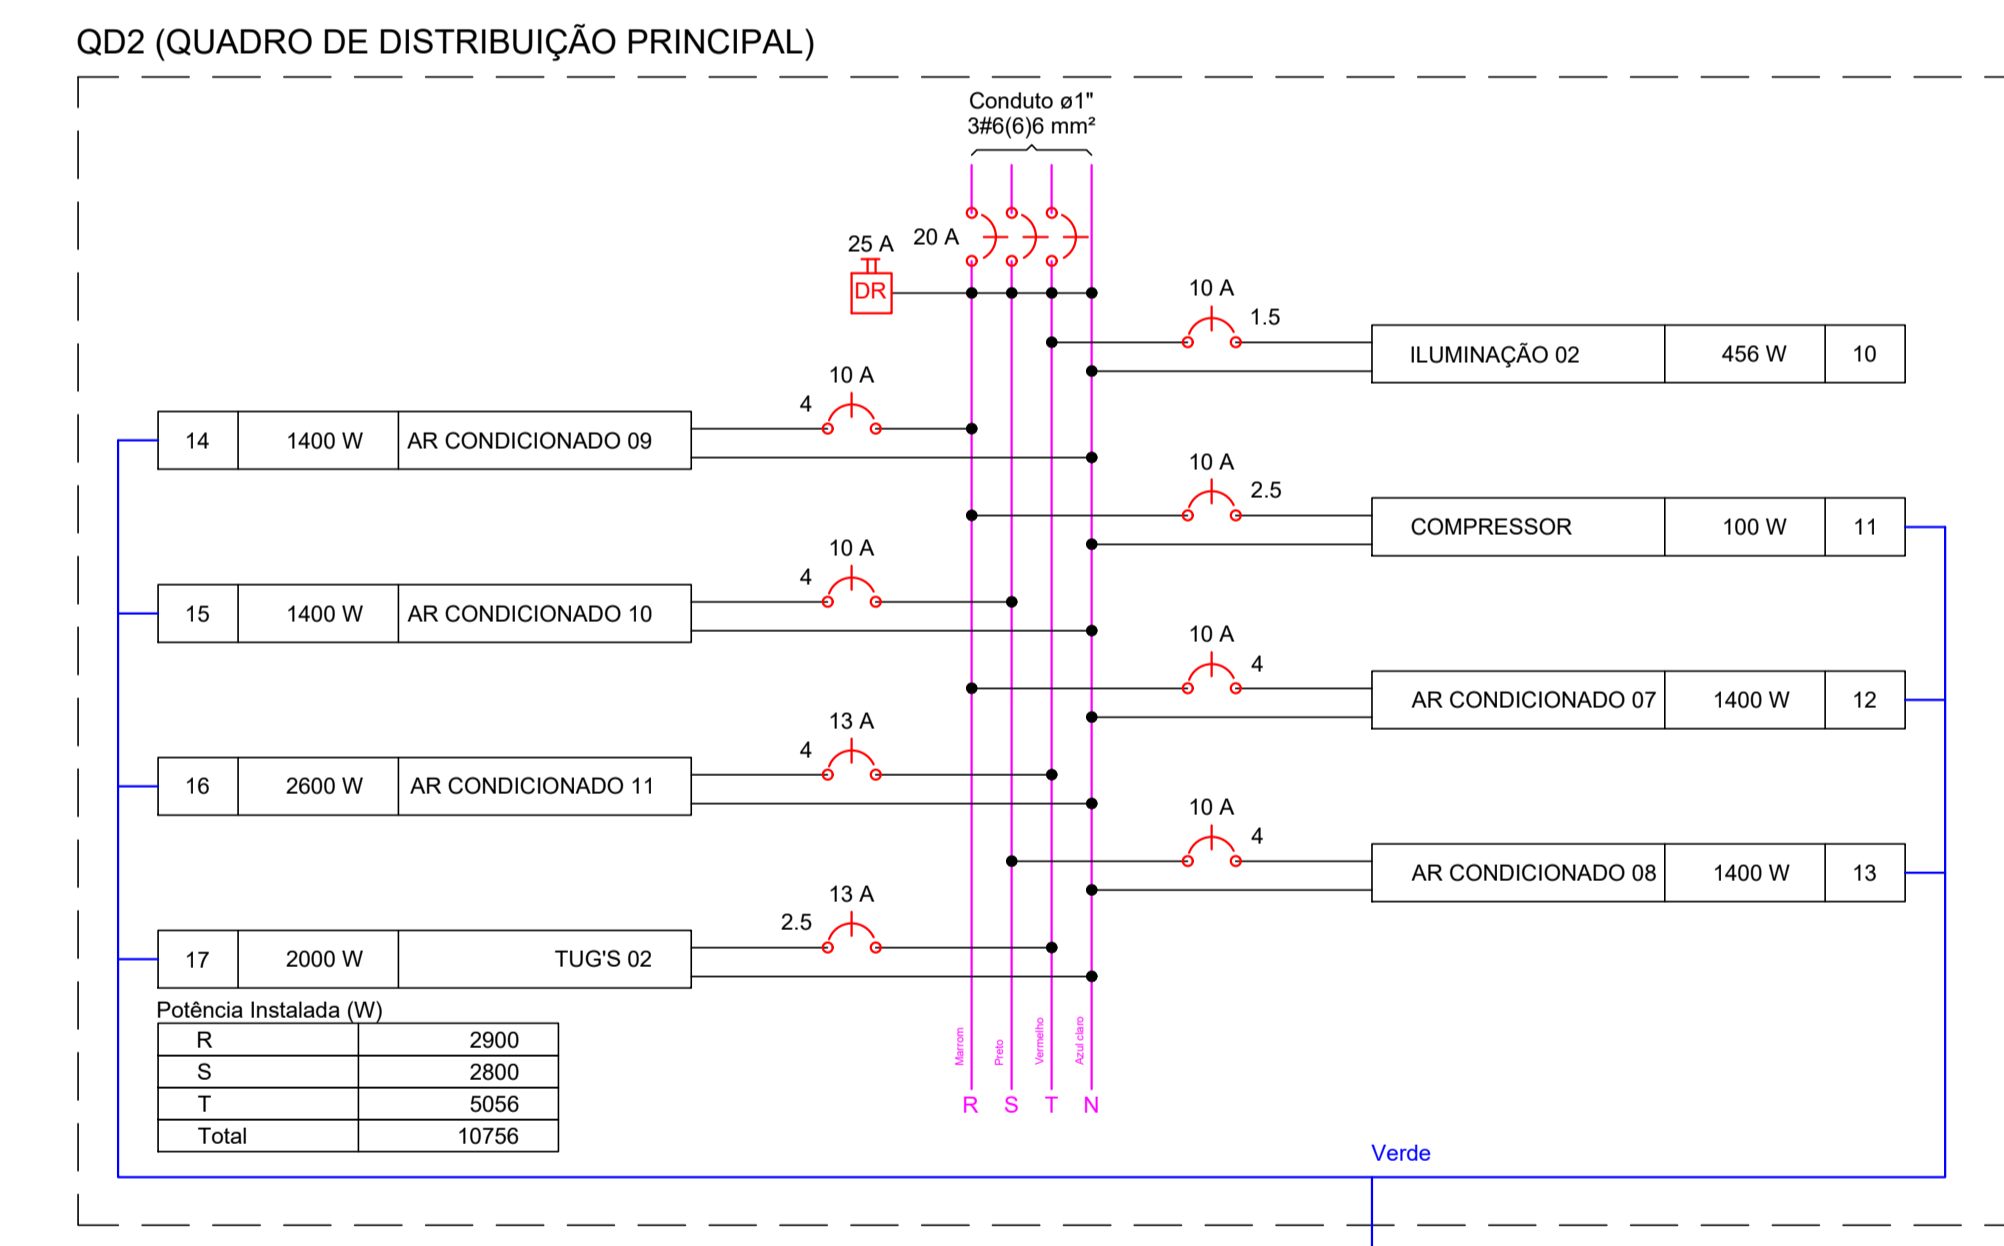 QD2 (QUADRO DE DISTRIBUIÇÃO PRINCIPAL)
Conduto ø1"
3#6(6)6 mm²
25 A
20 A
DR
10 A
1.5
ILUMINAÇÃO 02 456 W 10
10 A
4
14 1400 W AR CONDICIONADO 09
10 A
2.5
COMPRESSOR 100 W 11
10 A
4
15 1400 W AR CONDICIONADO 10
10 A
4
AR CONDICIONADO 07 1400 W 12
13 A
4
16 2600 W AR CONDICIONADO 11
10 A
4
AR CONDICIONADO 08 1400 W 13
13 A
2.5
17 2000 W TUG'S 02
Potência Instalada (W)
R 2900
S 2800
T 5056
Total 10756
Marrom
Preto
Vermelho
Azul claro
R S T N
Verde